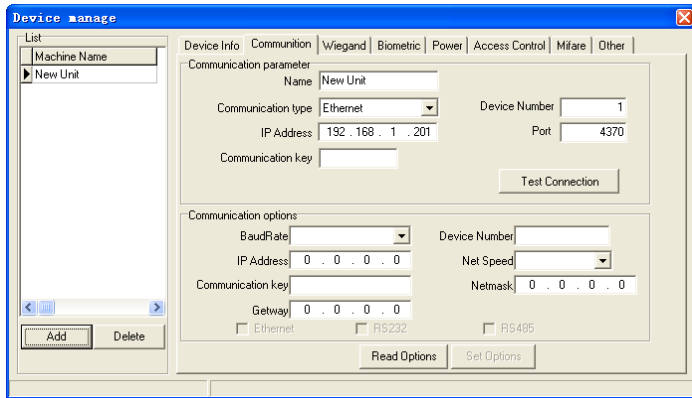 Device manage
List
Machine Name
New Unit
Add Delete
Device Info Communition Wiegand Biometric Power Access Control Mifare Other
Communication parameter
Name New Unit
Communication type Ethernet Device Number 1
IP Address 192 . 168 . 1 . 201 Port 4370
Communication key
Test Connection
Communication options
BaudRate Device Number
IP Address 0 . 0 . 0 . 0 Net Speed
Communication key Netmask 0 . 0 . 0 . 0
Getway 0 . 0 . 0 . 0
Ethernet RS232 RS485
Read Options Set Options